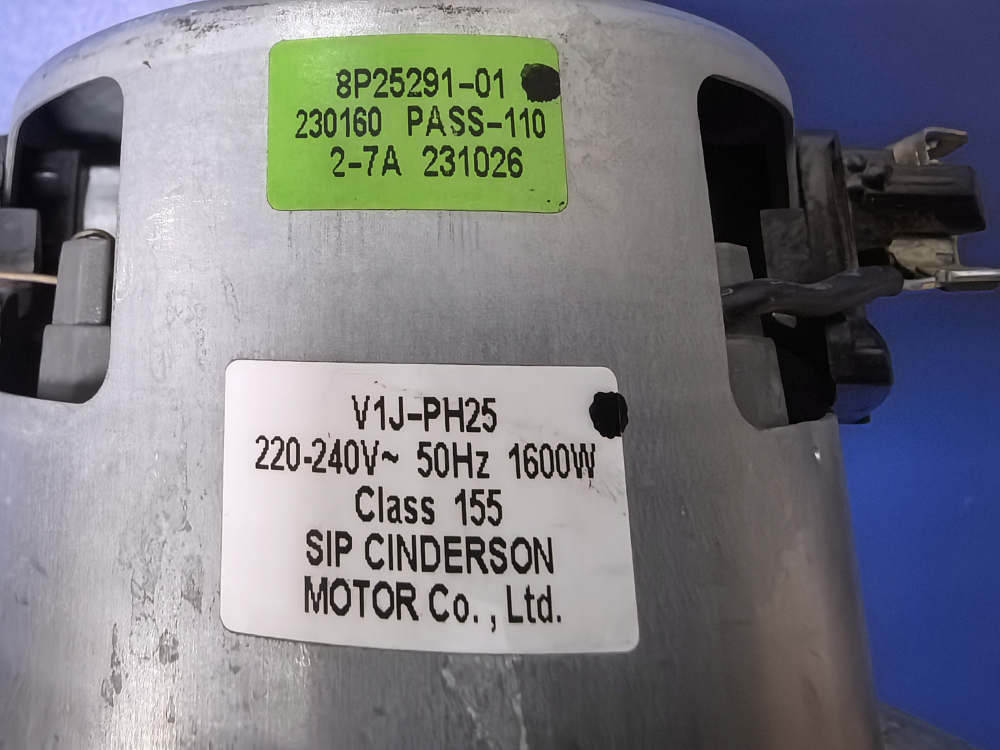 8P25291-01
230160 PASS-110
2-7A 231026
V1J-PH25
220-240V~ 50Hz 1600W
Class 155
SIP CINDERSON
MOTOR Co., Ltd.